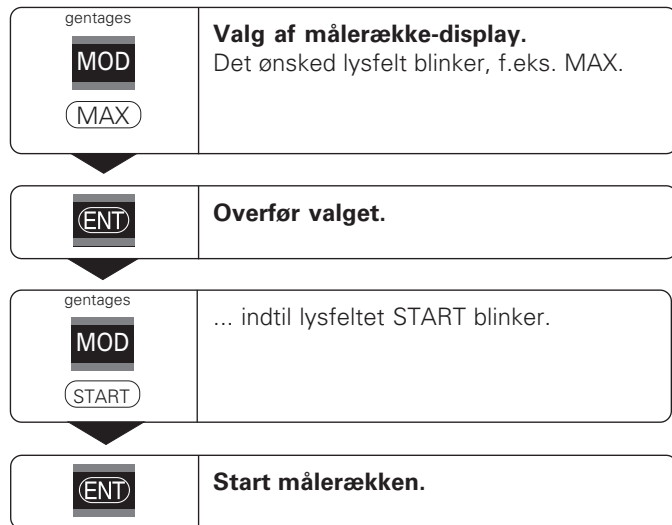 gentages
MOD
MAX
Valg af målerække-display.
Det ønsked lysfelt blinker, f.eks. MAX.
ENT
Overfør valget.
gentages
MOD
START
... indtil lysfeltet START blinker.
ENT
Start målerækken.